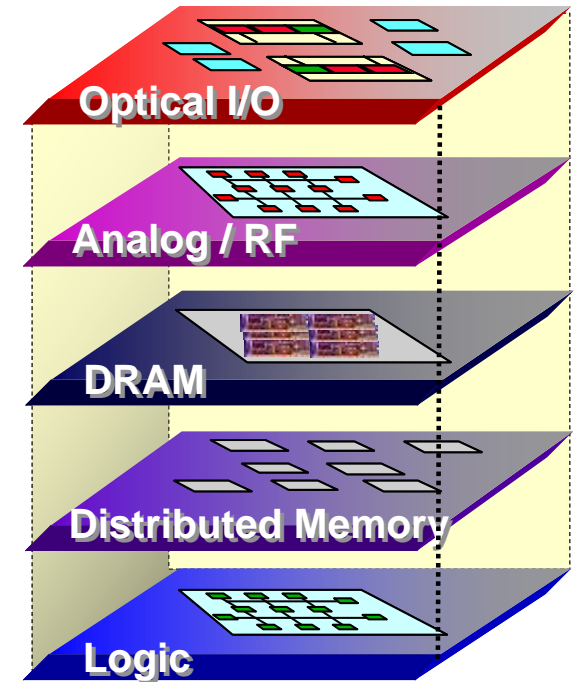 Optical I/O
Analog / RF
DRAM
Distributed Memory
Logic